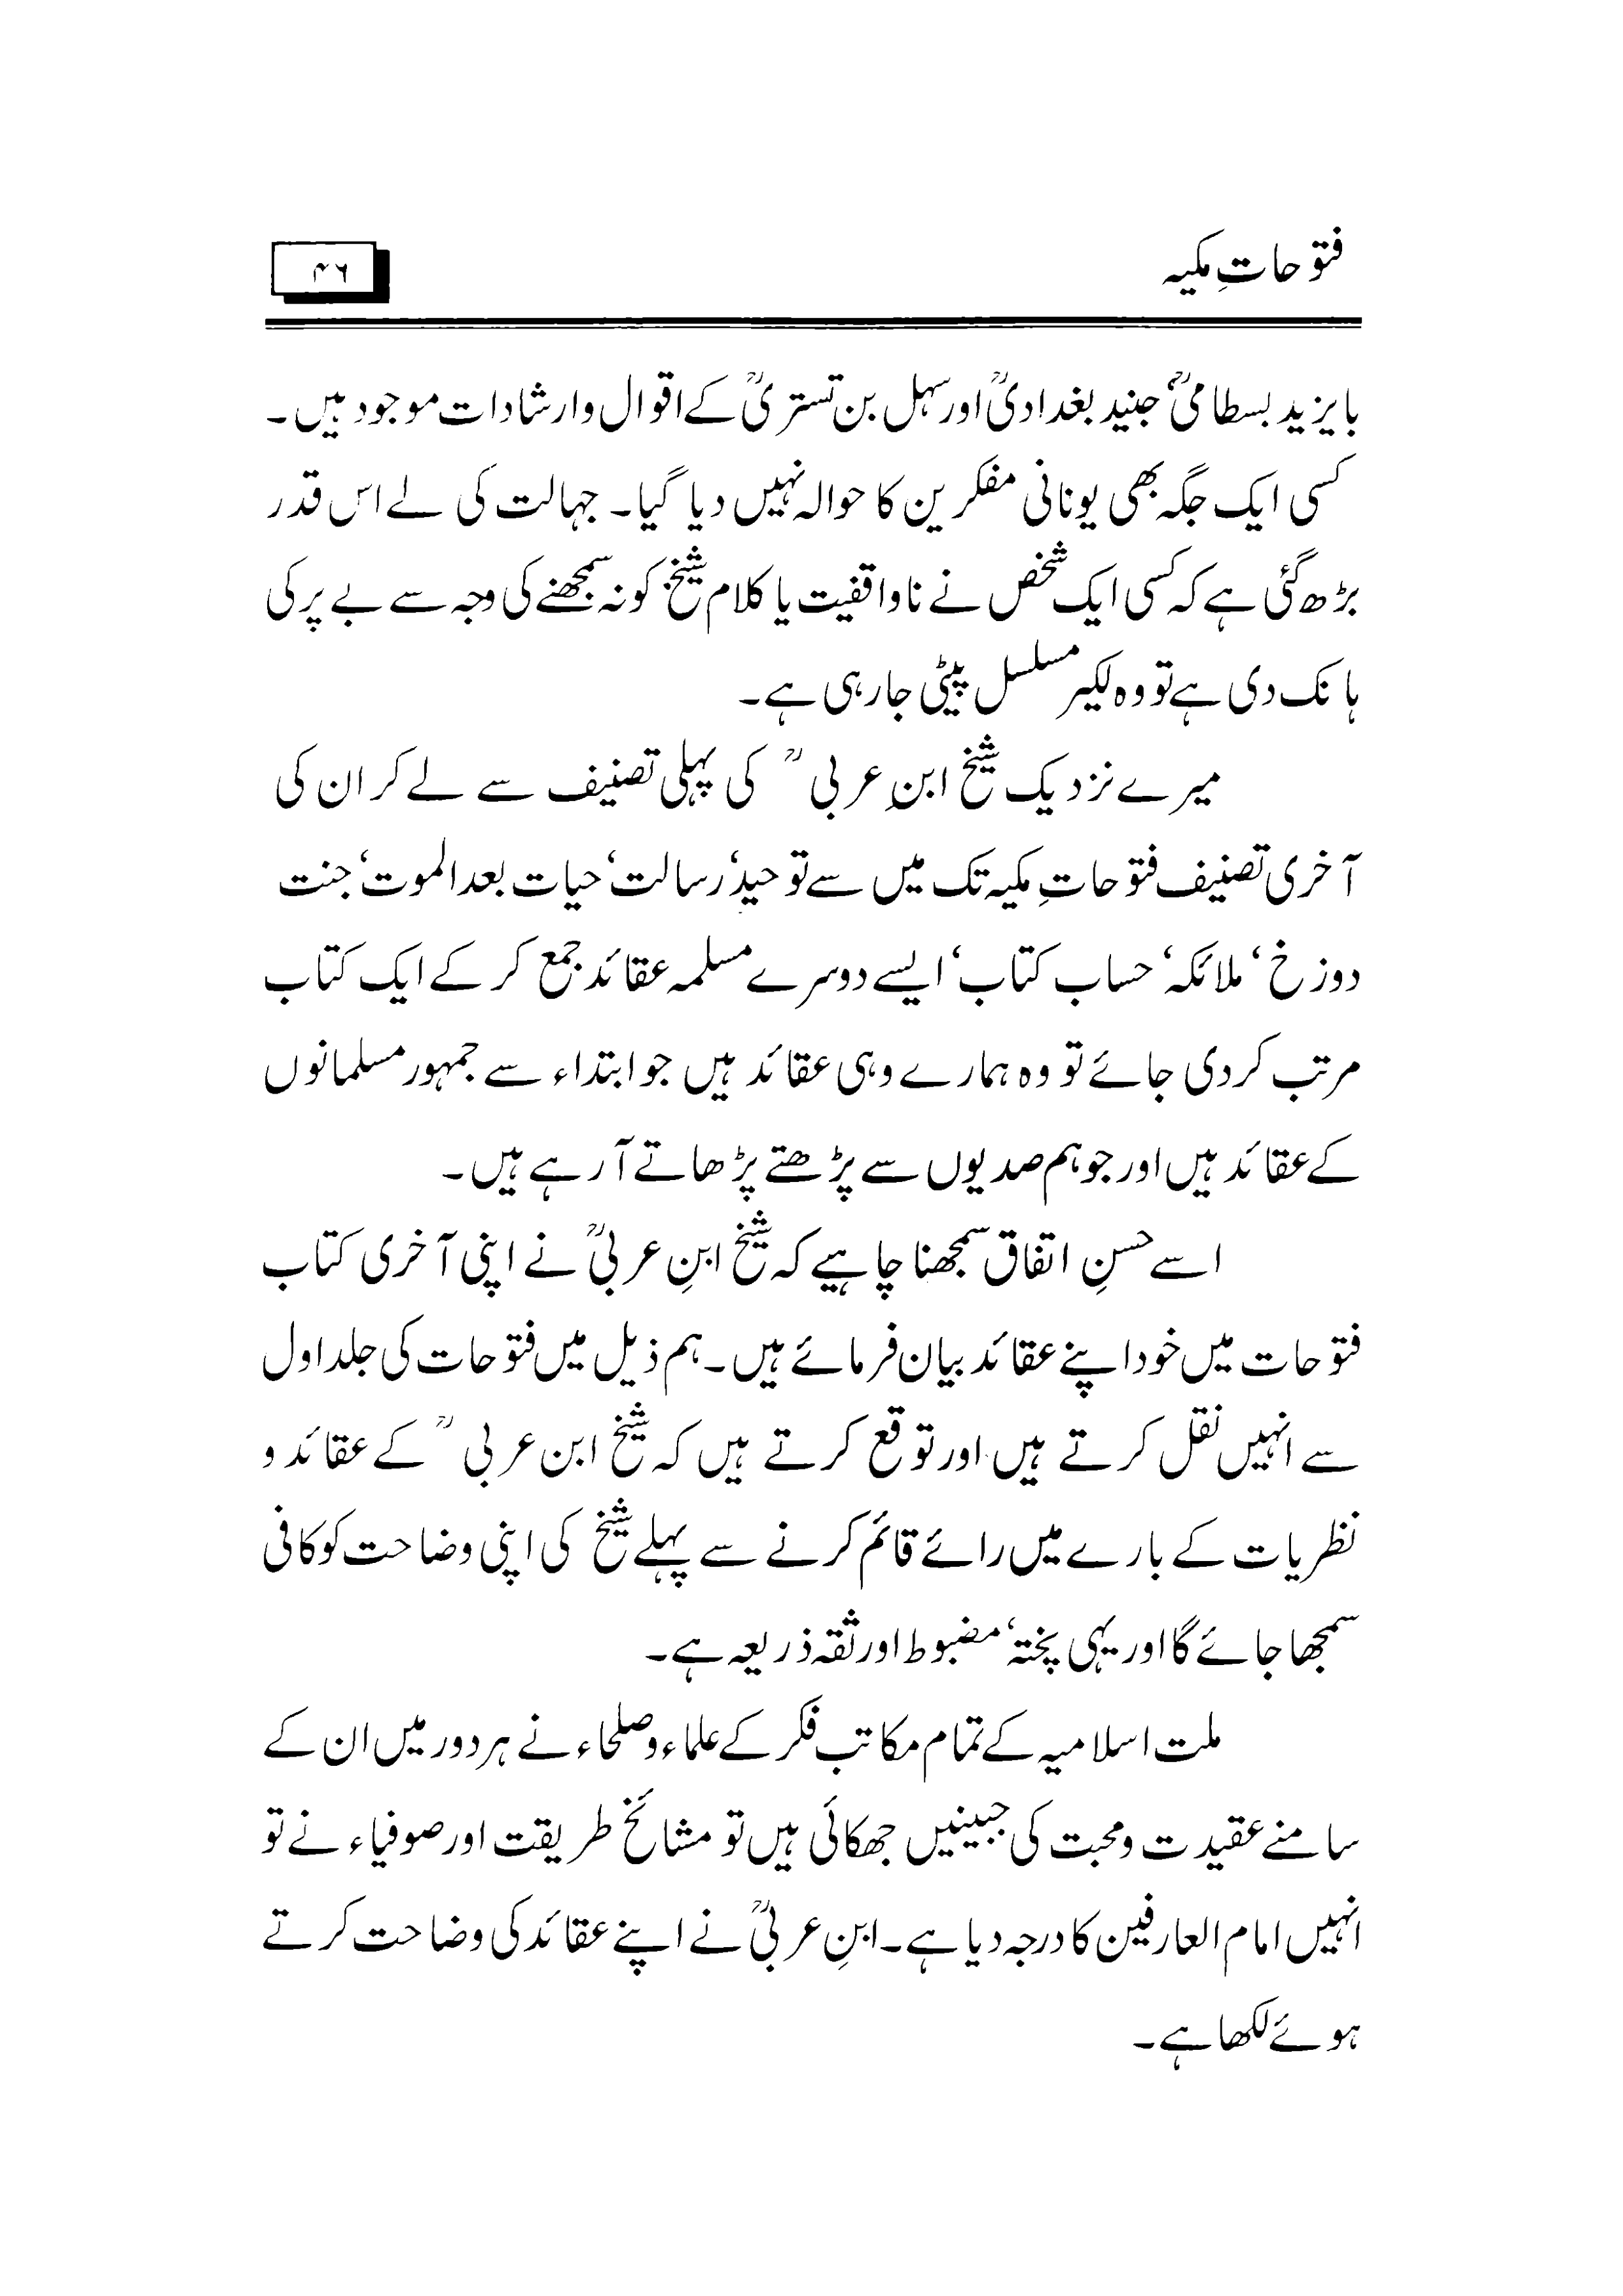 فتوحاتِ مکیہ
۴۶
بایزید بسطامیؒ جنید بغدادیؒ اور سہل بن تستریؒ کے اقوال وارشادات موجود ہیں۔
کسی ایک جگہ بھی یونانی مفکرین کا حوالہ نہیں دیا گیا۔ جہالت کی لے اس قدر
بڑھ گئی ہے کہ کسی ایک شخص نے ناواقفیت یا کلام شیخ کو نہ سمجھنے کی وجہ سے بے پر کی
ہانک دی ہے تو وہ لکیر مسلسل پیٹی جارہی ہے۔
میرے نزدیک شیخ ابنِ عربی ؒ کی پہلی تصنیف سے لے کر ان کی
آخری تصنیف فتوحاتِ مکیہ تک میں سے توحید‘ رسالت‘ حیات بعد الموت‘ جنت
دوزخ‘ ملائکہ‘ حساب کتاب‘ ایسے دوسرے مسلمہ عقائد جمع کر کے ایک کتاب
مرتب کردی جائے تو وہ ہمارے وہی عقائد ہیں جو ابتداء سے جمہور مسلمانوں
کے عقائد ہیں اور جو ہم صدیوں سے پڑھتے پڑھاتے آرہے ہیں۔
اسے حسنِ اتفاق سمجھنا چاہیے کہ شیخ ابنِ عربیؒ نے اپنی آخری کتاب
فتوحات میں خود اپنے عقائد بیان فرمائے ہیں۔ ہم ذیل میں فتوحات کی جلد اول
سے انہیں نقل کرتے ہیں اور توقع کرتے ہیں کہ شیخ ابن عربی ؒ کے عقائد و
نظریات کے بارے میں رائے قائم کرنے سے پہلے شیخ کی اپنی وضاحت کو کافی
سمجھا جائے گا اور یہی پختہ‘ مضبوط اور ثقہ ذریعہ ہے۔
ملت اسلامیہ کے تمام مکاتب فکر کے علماء و صلحاء نے ہر دور میں ان کے
سامنے عقیدت و محبت کی جبینیں جھکائی ہیں تو مشائخ طریقت اور صوفیاء نے تو
انہیں امام العارفین کا درجہ دیا ہے۔ ابنِ عربیؒ نے اپنے عقائد کی وضاحت کرتے
ہوئے لکھا ہے۔